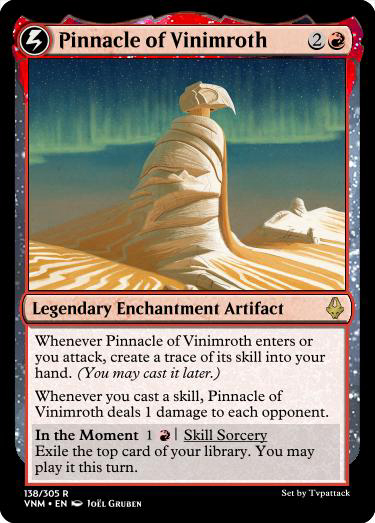 Pinnacle of Vinimroth 2
Legendary Enchantment Artifact
Whenever Pinnacle of Vinimroth enters or
you attack, create a trace of its skill into your
hand. (You may cast it later.)
Whenever you cast a skill, Pinnacle of
Vinimroth deals 1 damage to each opponent.
In the Moment 1 | Skill Sorcery
Exile the top card of your library. You may
play it this turn.
138/305 R
Set by Tvpattack
VNM • EN Joël Gruben